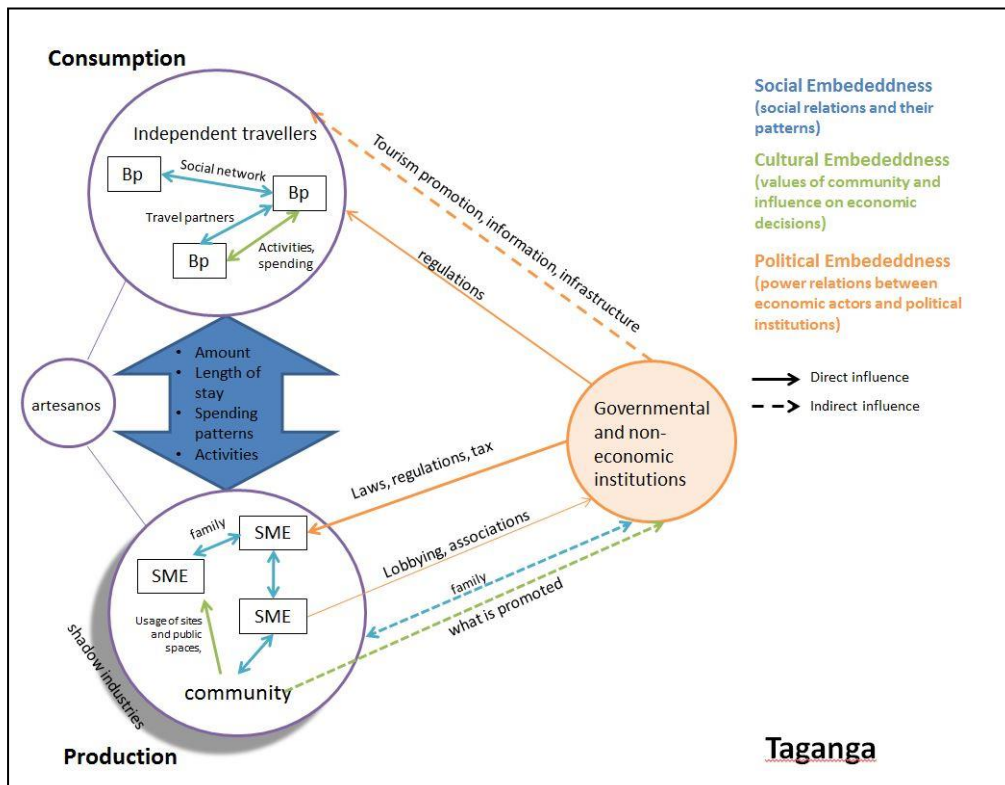 Consumption
Independent travellers
Bp
Social network
Bp
Travel partners
Bp
Activities,
spending
Tourism promotion, information, infrastructure
regulations
Social Embededdness
(social relations and their
patterns)
Cultural Embededdness
(values of community and
influence on economic
decisions)
Political Embededdness
(power relations between
economic actors and political
institutions)
Direct influence
Indirect influence
artesanos
• Amount
• Length of
stay
• Spending
patterns
• Activities
Governmental
and non-
economic
institutions
Laws, regulations, tax
Lobbying, associations
family
what is promoted
family
SME
SME
SME
Usage of sites
and public
spaces,
community
shadow industries
Production
Taganga